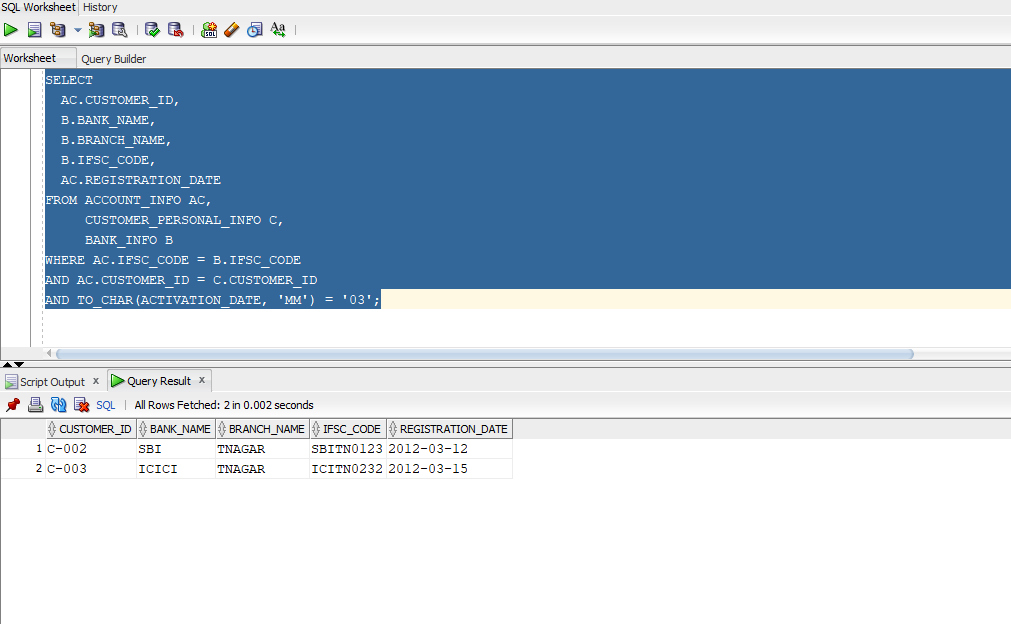 SQL Worksheet History
SQL
Aa
Worksheet Query Builder
SELECT
AC.CUSTOMER_ID,
B.BANK_NAME,
B.BRANCH_NAME,
B.IFSC_CODE,
AC.REGISTRATION_DATE
FROM ACCOUNT_INFO AC,
CUSTOMER_PERSONAL_INFO C,
BANK_INFO B
WHERE AC.IFSC_CODE = B.IFSC_CODE
AND AC.CUSTOMER_ID = C.CUSTOMER_ID
AND TO_CHAR(ACTIVATION_DATE, 'MM') = '03';
Script Output x Query Result x
SQL | All Rows Fetched: 2 in 0.002 seconds
CUSTOMER_ID BANK_NAME BRANCH_NAME IFSC_CODE REGISTRATION_DATE
1 C-002 SBI TNAGAR SBITN0123 2012-03-12
2 C-003 ICICI TNAGAR ICITN0232 2012-03-15